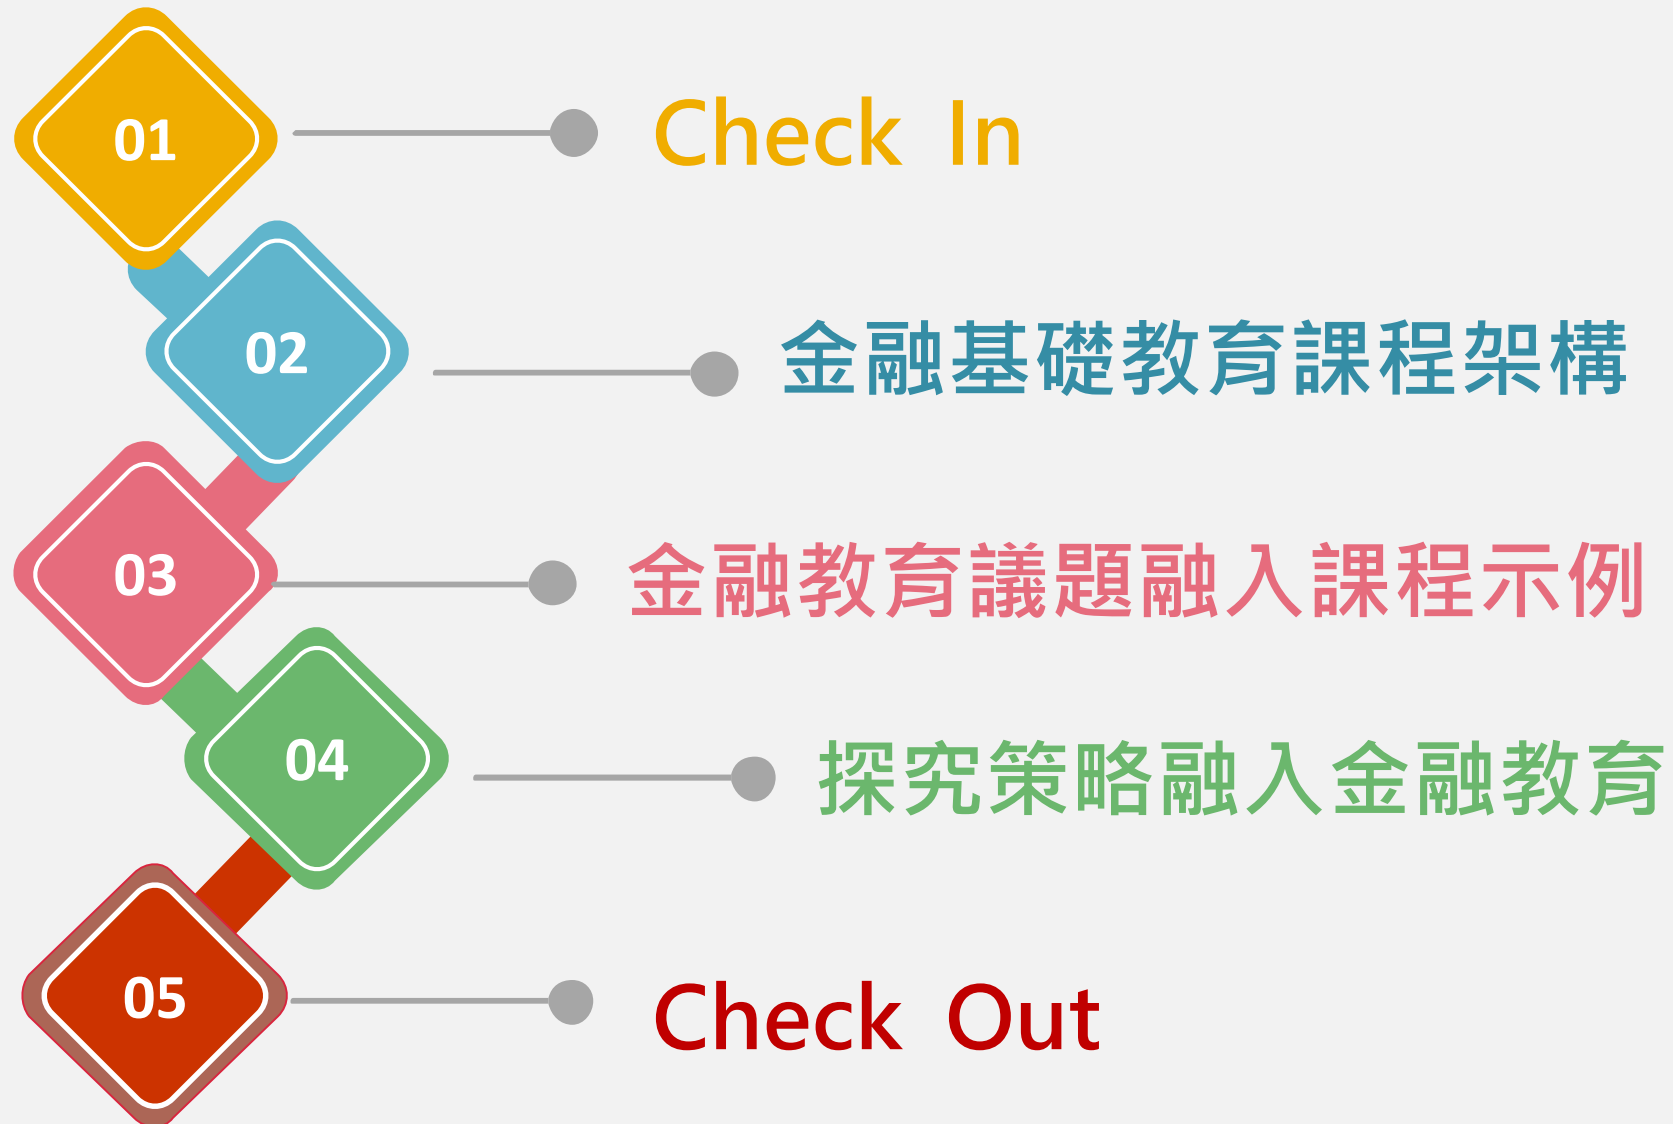 01
Check In
02
金融基礎教育課程架構
03
金融教育議題融入課程示例
04
探究策略融入金融教育
05
Check Out